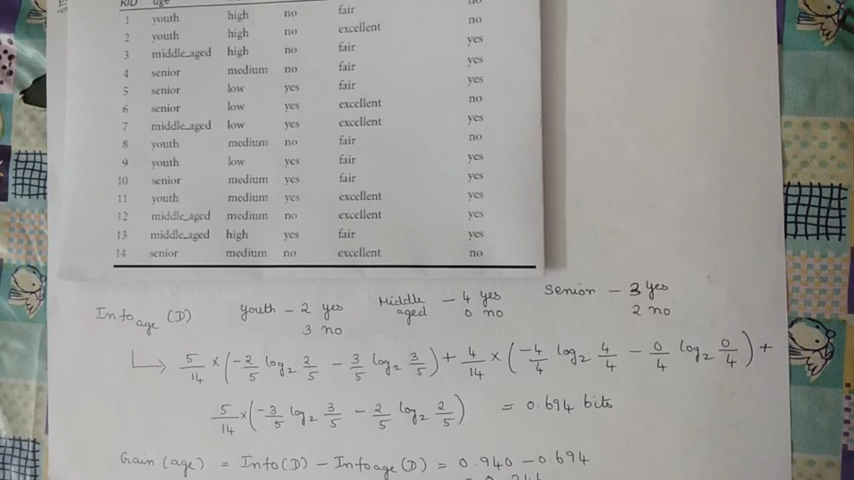 RID age
1 youth high no fair no
2 youth high no excellent no
3 middle_aged high no fair yes
4 senior medium no fair yes
5 senior low yes fair yes
6 senior low yes excellent no
7 middle_aged low yes excellent yes
8 youth medium no fair no
9 youth low yes fair yes
10 senior medium yes fair yes
11 youth medium yes excellent yes
12 middle_aged medium no excellent yes
13 middle_aged high yes fair yes
14 senior medium no excellent no
Info age (D) youth – 2 yes 3 no Middle aged – 4 yes 0 no Senior – 3 yes 2 no
↳ 5/14 × (-2/5 log2 2/5 - 3/5 log2 3/5) + 4/14 × (-4/4 log2 4/4 - 0/4 log2 0/4) +
5/14 × (-3/5 log2 3/5 - 2/5 log2 2/5) = 0.694 bits
Gain (age) = Info (D) - Info age (D) = 0.940 - 0.694